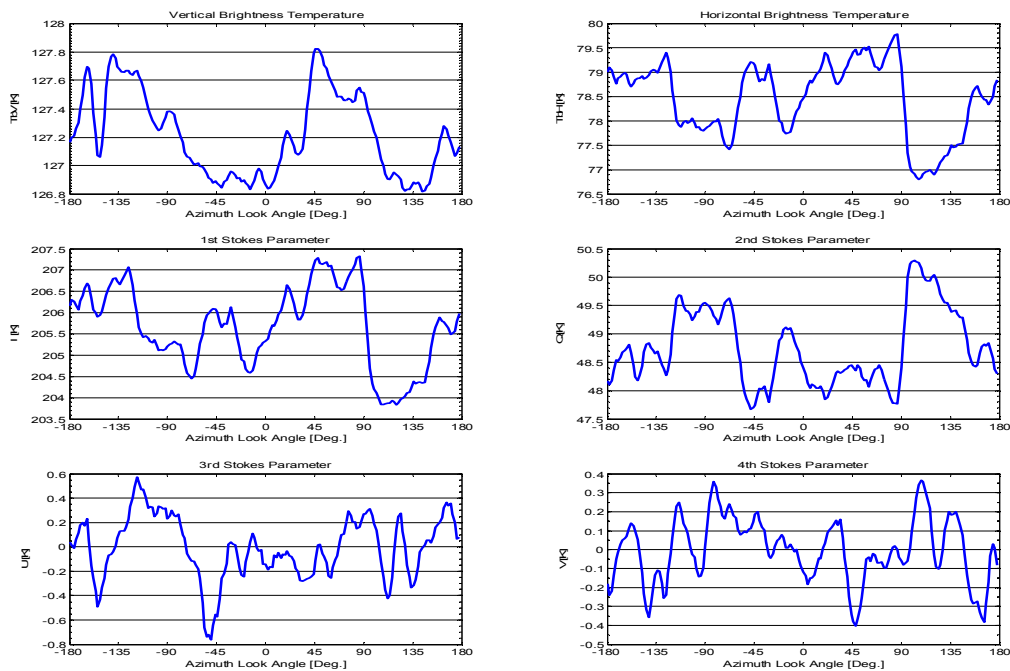 Vertical Brightness Temperature
128
127.8
127.6
127.4
127.2
127
126.8
TbV[K]
-180 -135 -90 -45 0 45 90 135 180
Azimuth Look Angle [Deg.]
Horizontal Brightness Temperature
80
79.5
79
78.5
78
77.5
77
76.5
TbH[K]
-180 -135 -90 -45 0 45 90 135 180
Azimuth Look Angle [Deg.]
1st Stokes Parameter
207.5
207
206.5
206
205.5
205
204.5
204
203.5
I [K]
-180 -135 -90 -45 0 45 90 135 180
Azimuth Look Angle [Deg.]
2nd Stokes Parameter
50.5
50
49.5
49
48.5
48
47.5
Q[K]
-180 -135 -90 -45 0 45 90 135 180
Azimuth Look Angle [Deg.]
3rd Stokes Parameter
0.6
0.4
0.2
0
-0.2
-0.4
-0.6
-0.8
U[K]
-180 -135 -90 -45 0 45 90 135 180
Azimuth Look Angle [Deg.]
4th Stokes Parameter
0.4
0.3
0.2
0.1
0
-0.1
-0.2
-0.3
-0.4
-0.5
V[K]
-180 -135 -90 -45 0 45 90 135 180
Azimuth Look Angle [Deg.]